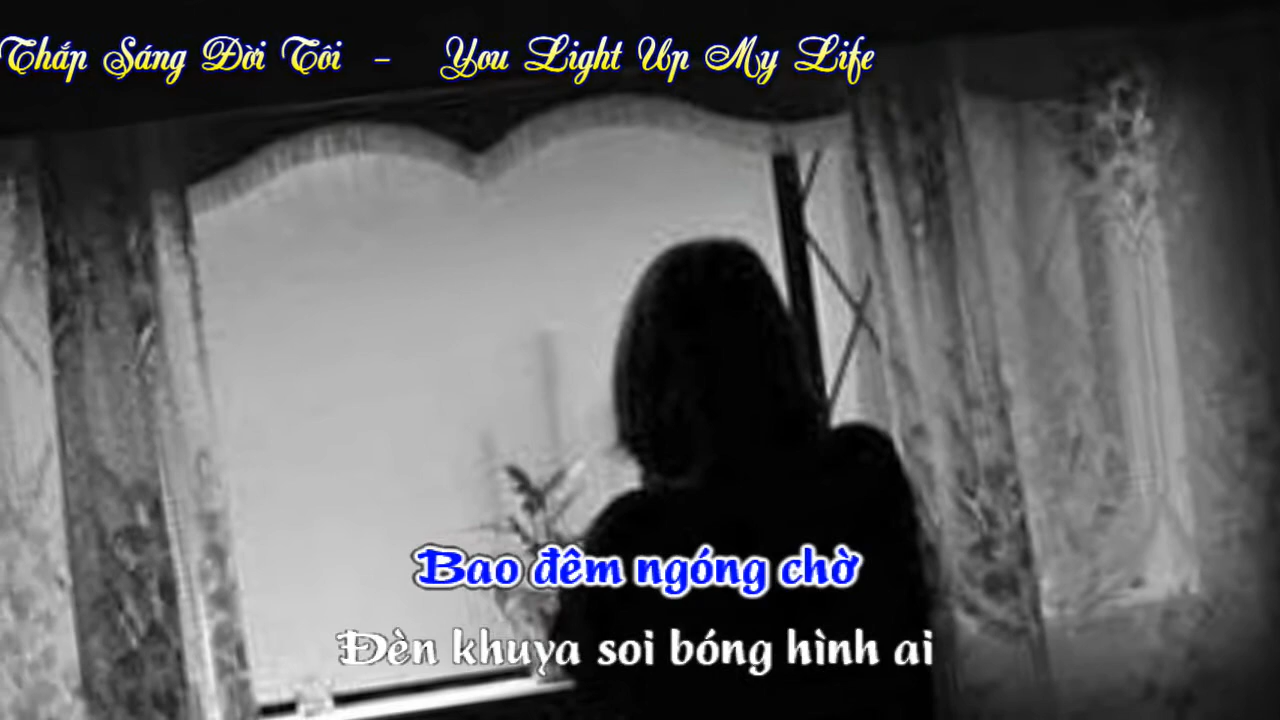 Thắp Sáng Đời Tôi - You Light Up My Life
Bao đêm ngóng chờ
Đèn khuya soi bóng hình ai